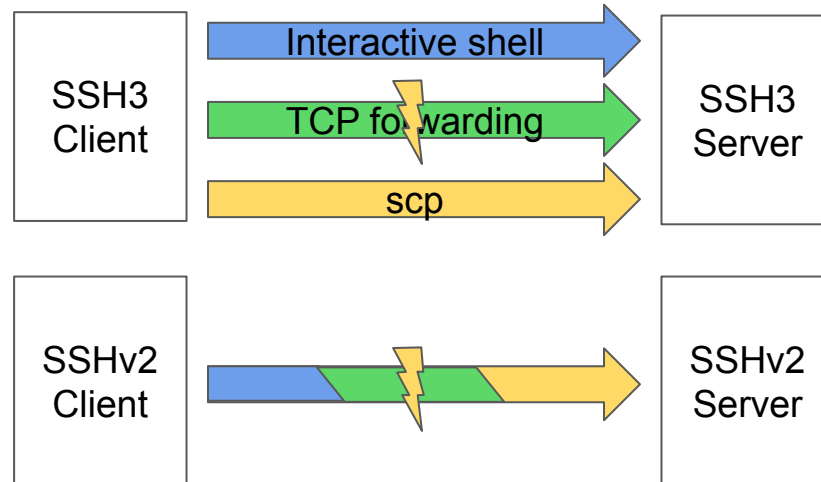 SSH3
Client
Interactive shell
TCP forwarding
scp
SSH3
Server
SSHv2
Client
SSHv2
Server